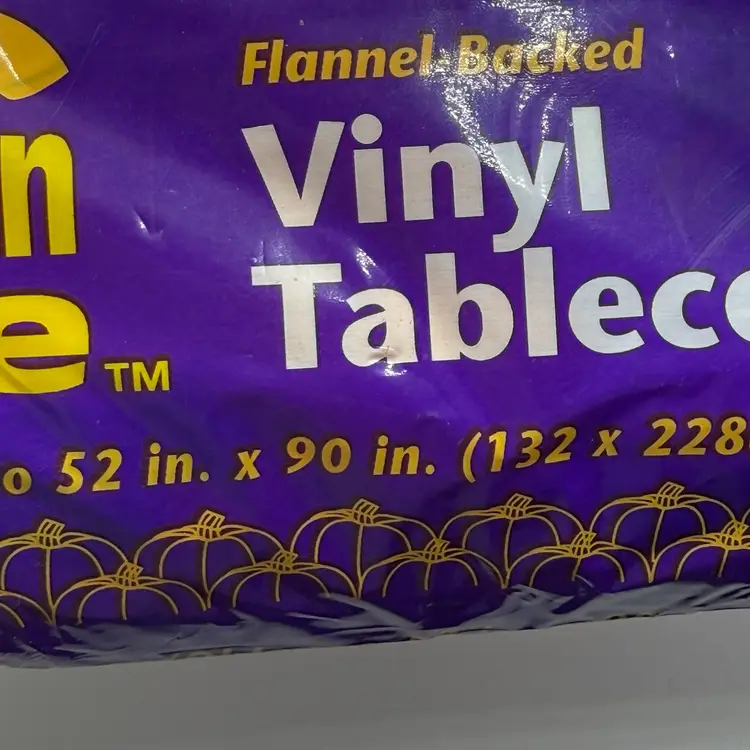 Flannel-Backed
Vinyl
Tablec
n
e ™
o 52 in. x 90 in. (132 x 228